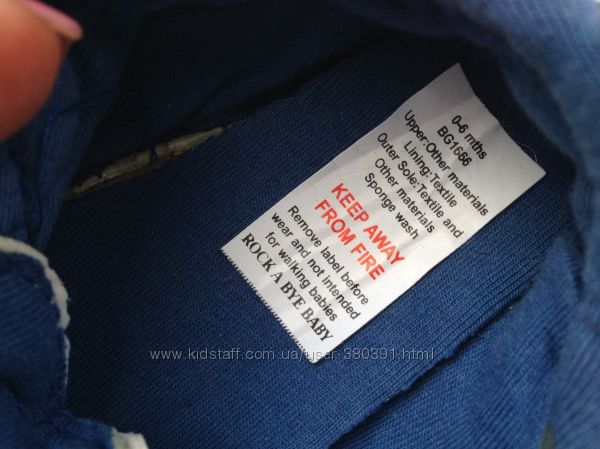 0-6 mths
BG1666
Upper:Other materials
Lining:Textile
Outer Sole:Textile and
Other materials
Sponge wash
KEEP AWAY
FROM FIRE
Remove label before
wear and not intended
for walking babies
ROCK A BYE BABY
www.kidstaff.com.ua/user-380391.html